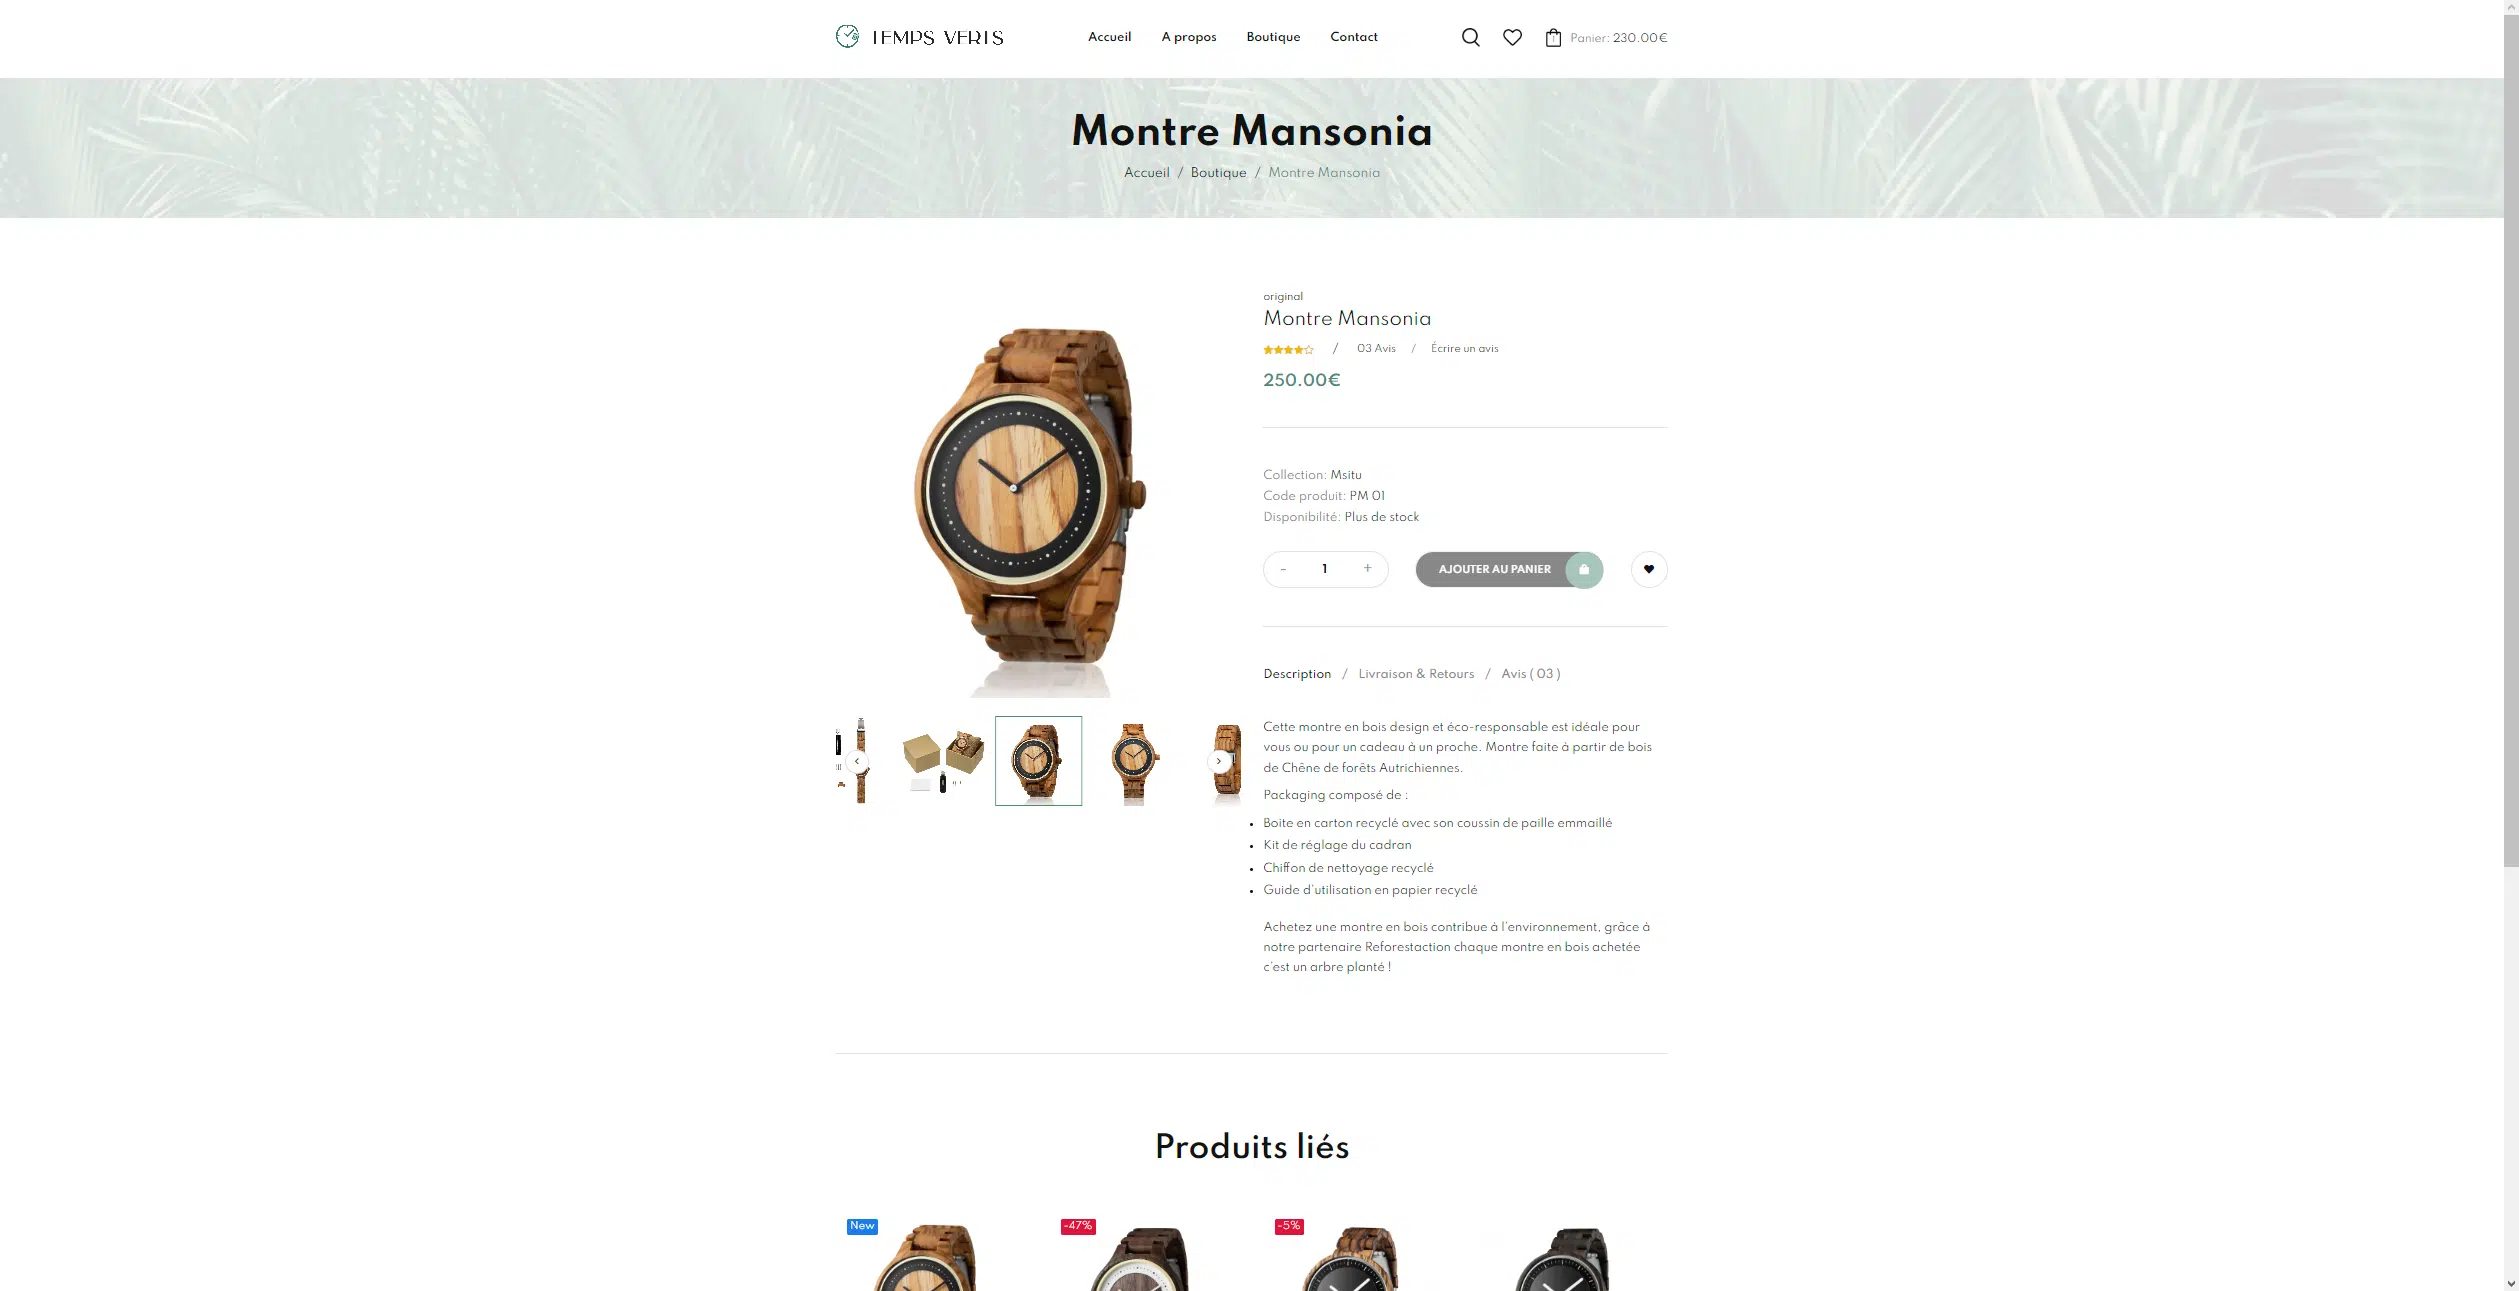 TEMPS VERTS
Accueil A propos Boutique Contact
Panier: 230.00€
Montre Mansonia
Accueil / Boutique / Montre Mansonia
original
Montre Mansonia
/ 03 Avis / Écrire un avis
250.00€
Collection: Msitu
Code produit: PM 01
Disponibilité: Plus de stock
- 1 +
AJOUTER AU PANIER
Description / Livraison & Retours / Avis ( 03 )
Cette montre en bois design et éco-responsable est idéale pour
vous ou pour un cadeau à un proche. Montre faite à partir de bois
de Chêne de forêts Autrichiennes.
Packaging composé de :
• Boite en carton recyclé avec son coussin de paille emmaillé
• Kit de réglage du cadran
• Chiffon de nettoyage recyclé
• Guide d'utilisation en papier recyclé
Achetez une montre en bois contribue à l'environnement, grâce à
notre partenaire Reforestaction chaque montre en bois achetée
c'est un arbre planté !
Produits liés
New
-47%
-5%